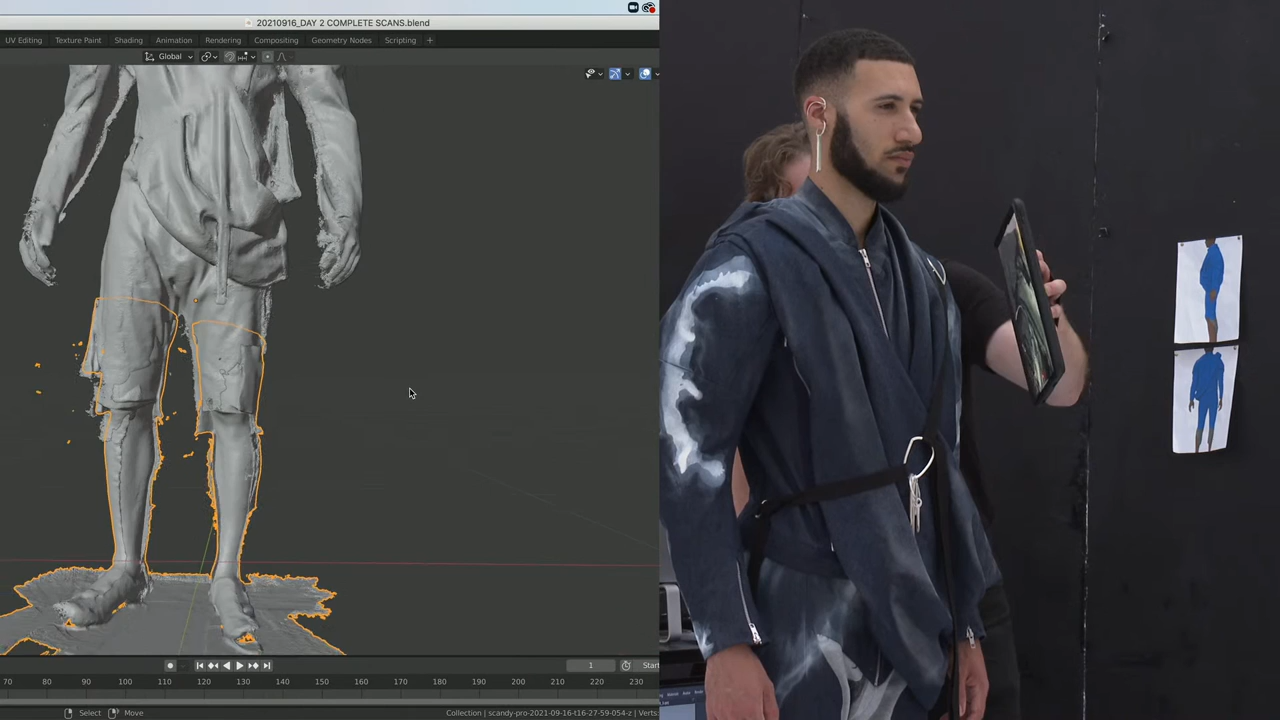 20210916_DAY 2 COMPLETE SCANS.blend
UV Editing Texture Paint Shading Animation Rendering Compositing Geometry Nodes Scripting +
Global
1 Start
70 80 90 100 110 120 130 140 150 160 170 180 190 200 210 220 230
Select Move Collection | scandy-pro-2021-09-16-t16-27-59-054-z | Verts: